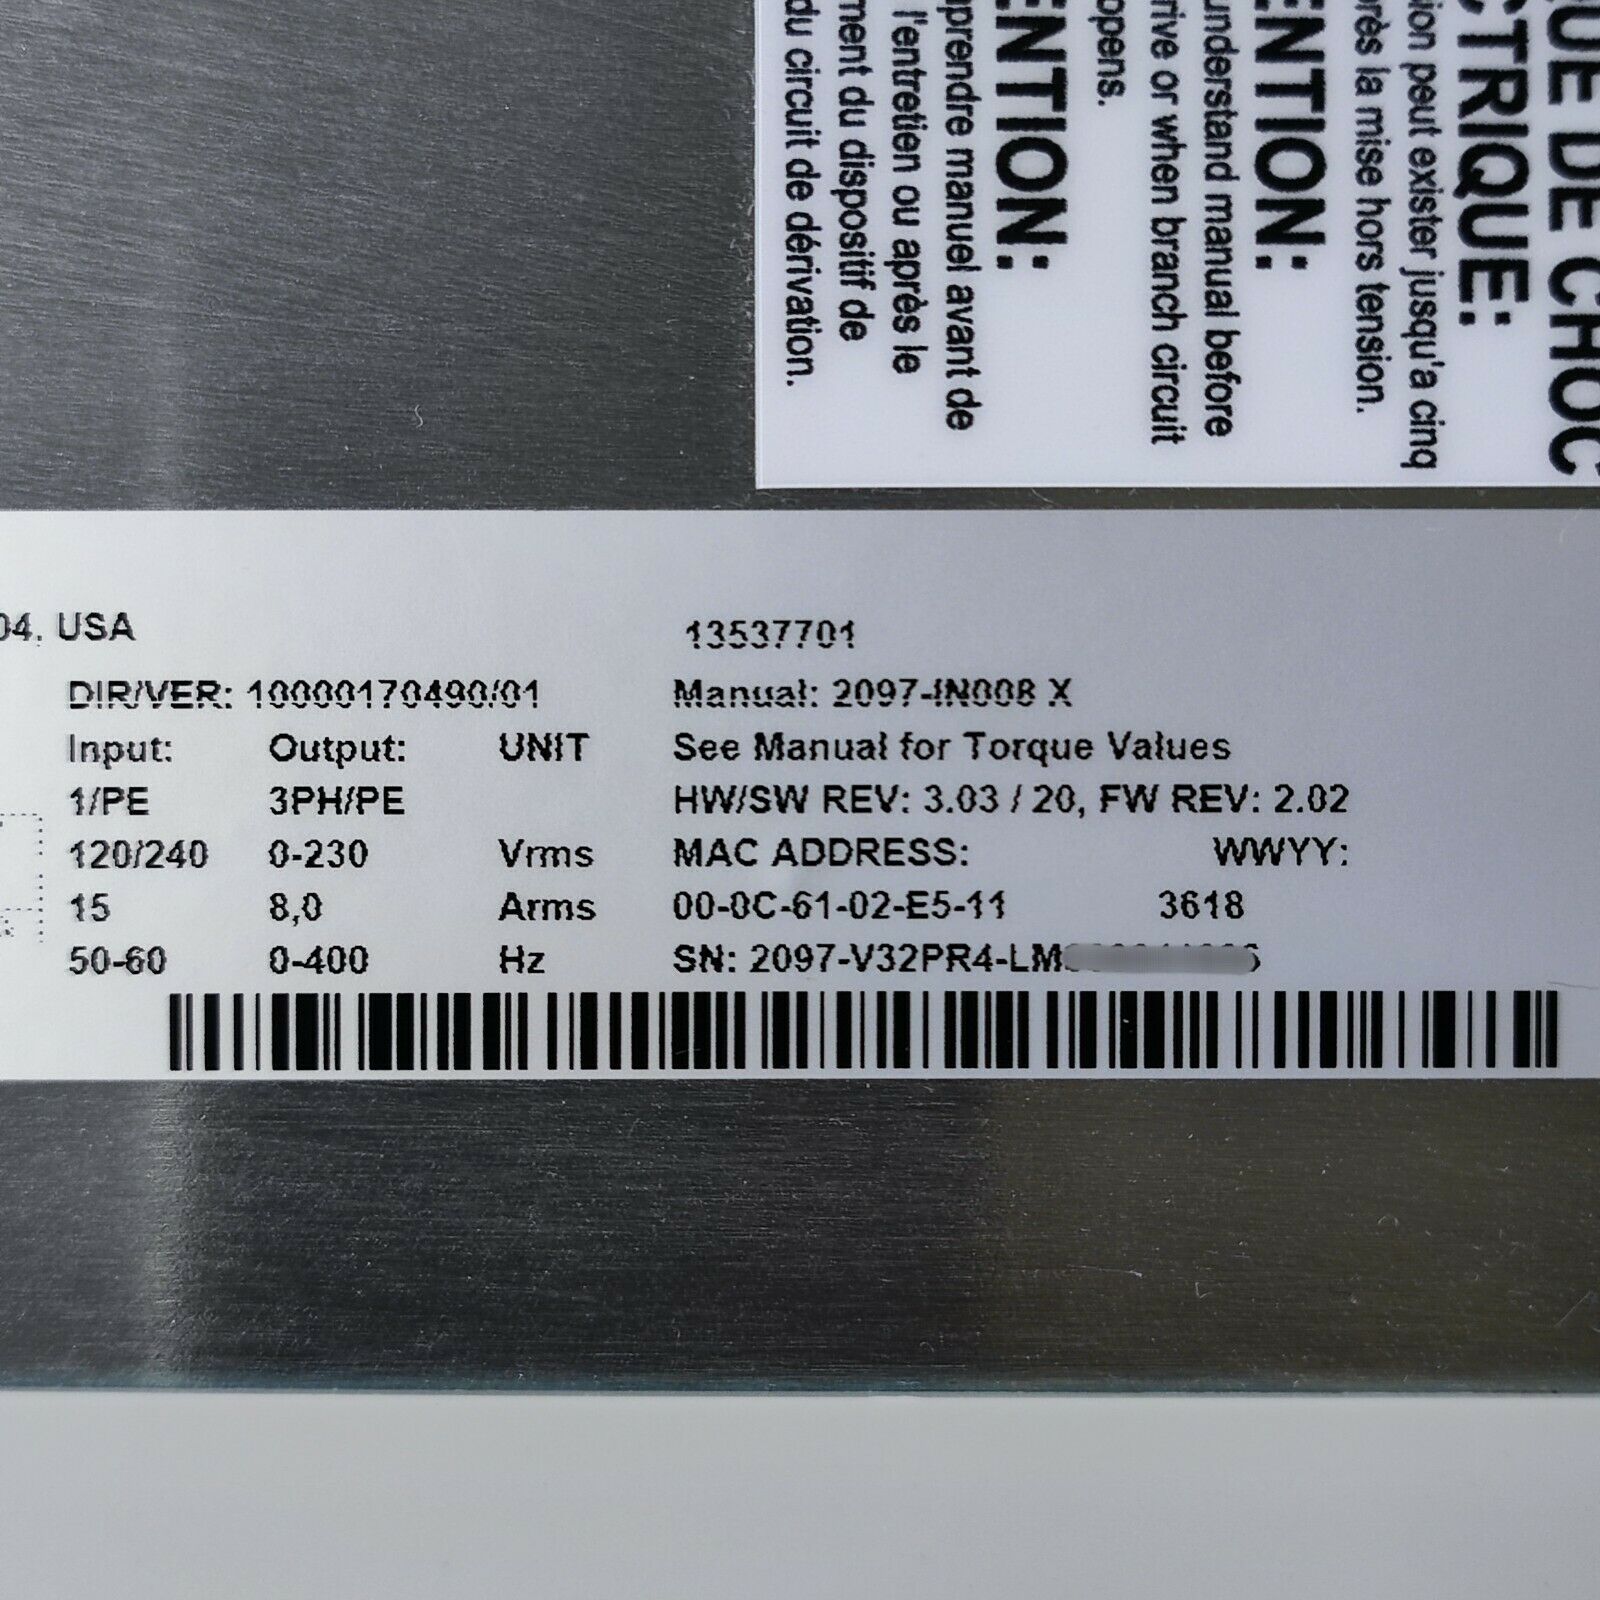 QUE DE CHOC
CTRIQUE:
sion peut exister jusqu'a cinq
près la mise hors tension.
ENTION:
understand manual before
rive or when branch circuit
opens.
ENTION:
prendre manuel avant de
l'entretien ou après le
ment du dispositif de
du circuit de dérivation.
04. USA
13537701
DIR/VER: 10000170490/01
Manual: 2097-IN008 X
Input: Output: UNIT
See Manual for Torque Values
1/PE 3PH/PE
HW/SW REV: 3.03 / 20, FW REV: 2.02
120/240 0-230 Vrms
MAC ADDRESS: WWYY:
15 8,0 Arms
00-0C-61-02-E5-11 3618
50-60 0-400 Hz
SN: 2097-V32PR4-LM